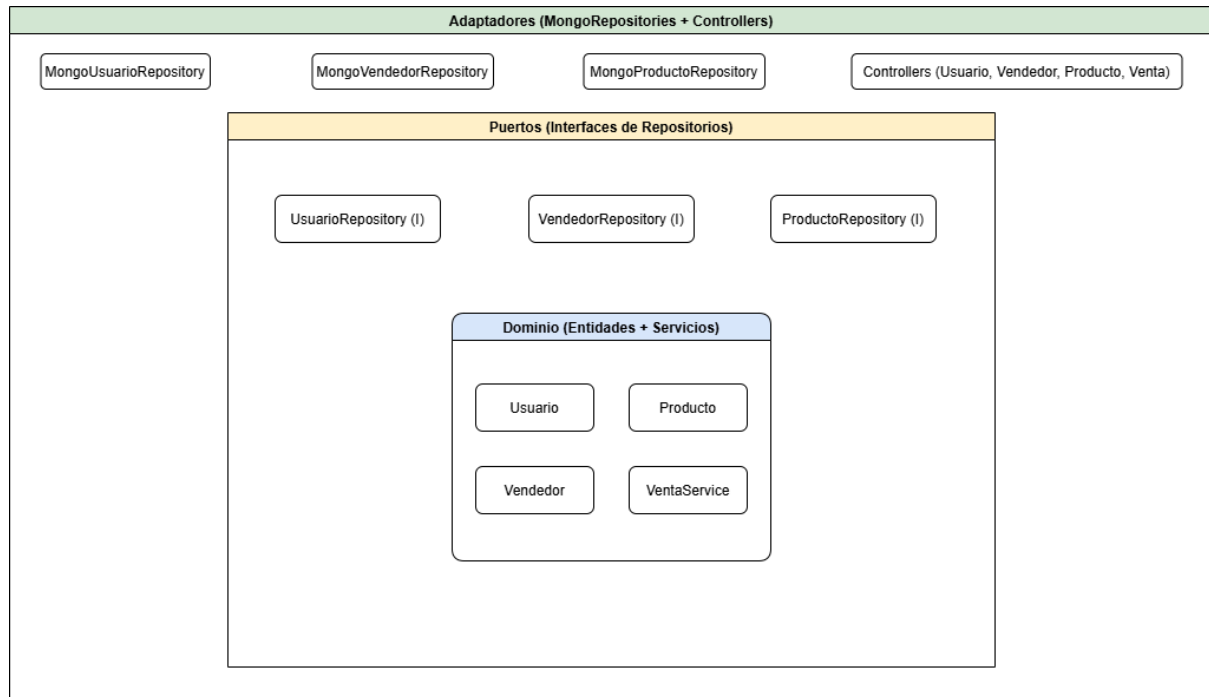 Adaptadores (MongoRepositories + Controllers)
MongoUsuarioRepository
MongoVendedorRepository
MongoProductoRepository
Controllers (Usuario, Vendedor, Producto, Venta)
Puertos (Interfaces de Repositorios)
UsuarioRepository (I)
VendedorRepository (I)
ProductoRepository (I)
Dominio (Entidades + Servicios)
Usuario
Producto
Vendedor
VentaService